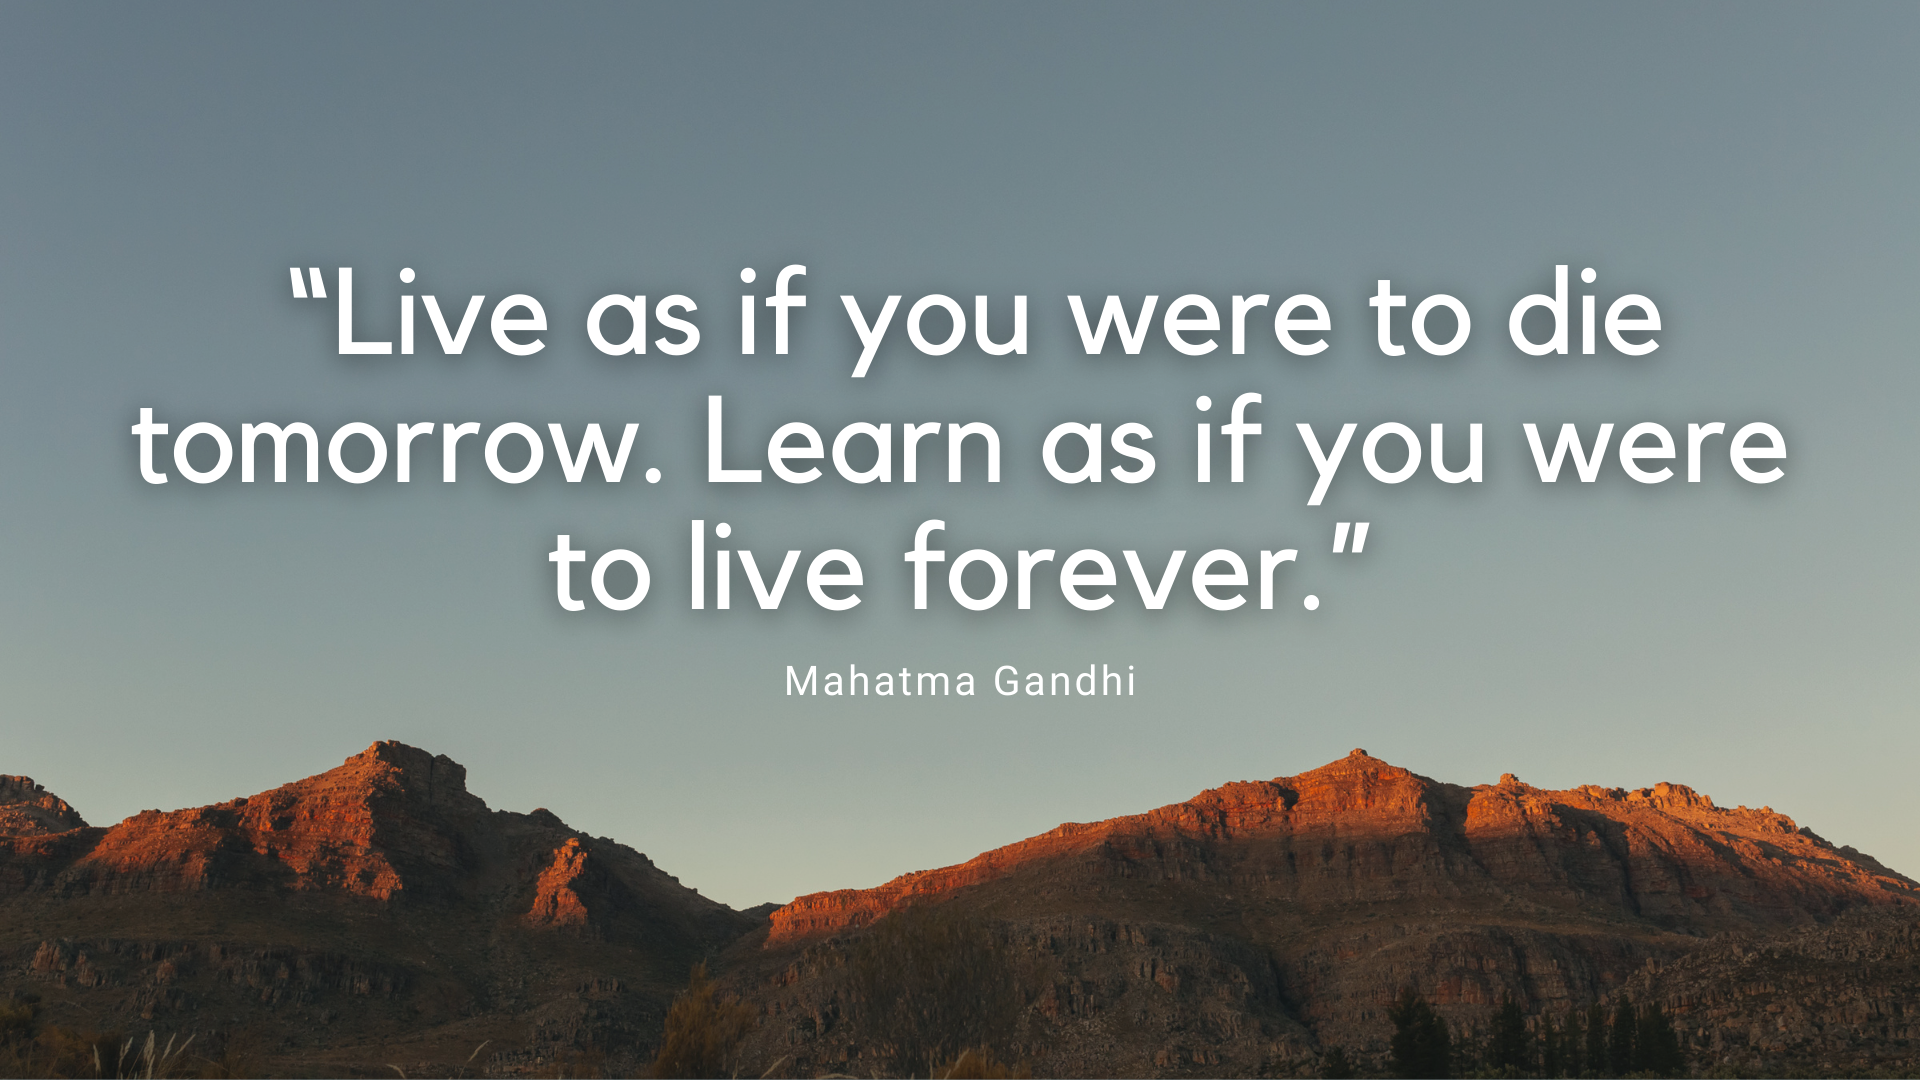 “Live as if you were to die
tomorrow. Learn as if you were
to live forever.”
Mahatma Gandhi